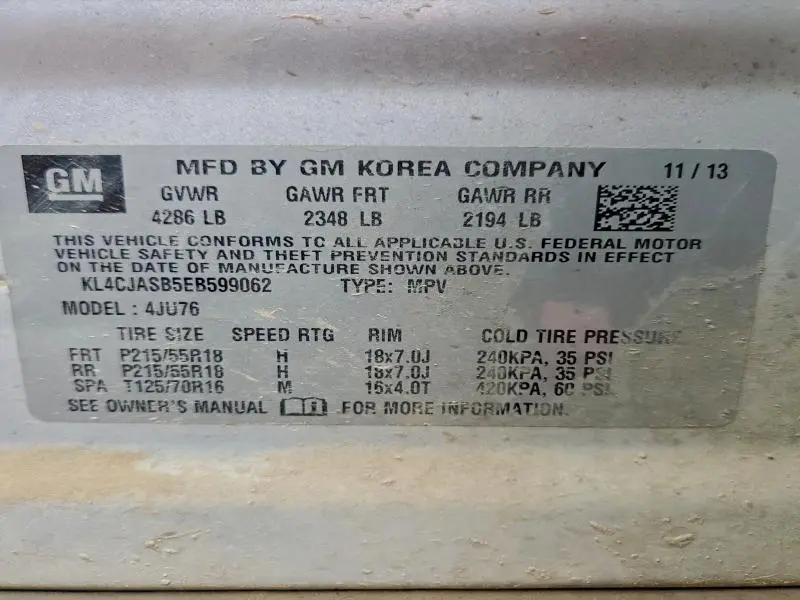 GM MFD BY GM KOREA COMPANY 11 / 13
GVWR GAWR FRT GAWR RR
4286 LB 2348 LB 2194 LB
THIS VEHICLE CONFORMS TO ALL APPLICABLE U.S. FEDERAL MOTOR
VEHICLE SAFETY AND THEFT PREVENTION STANDARDS IN EFFECT
ON THE DATE OF MANUFACTURE SHOWN ABOVE.
KL4CJASB5EB599062 TYPE: MPV
MODEL : 4JU76
TIRE SIZE SPEED RTG RIM COLD TIRE PRESSURE
FRT P215/55R18 H 18x7.0J 240KPA, 35 PSI
RR P215/55R18 H 18x7.0J 240KPA, 35 PSI
SPA T125/70R16 M 16x4.0T 420KPA, 60 PSI
SEE OWNER'S MANUAL FOR MORE INFORMATION.